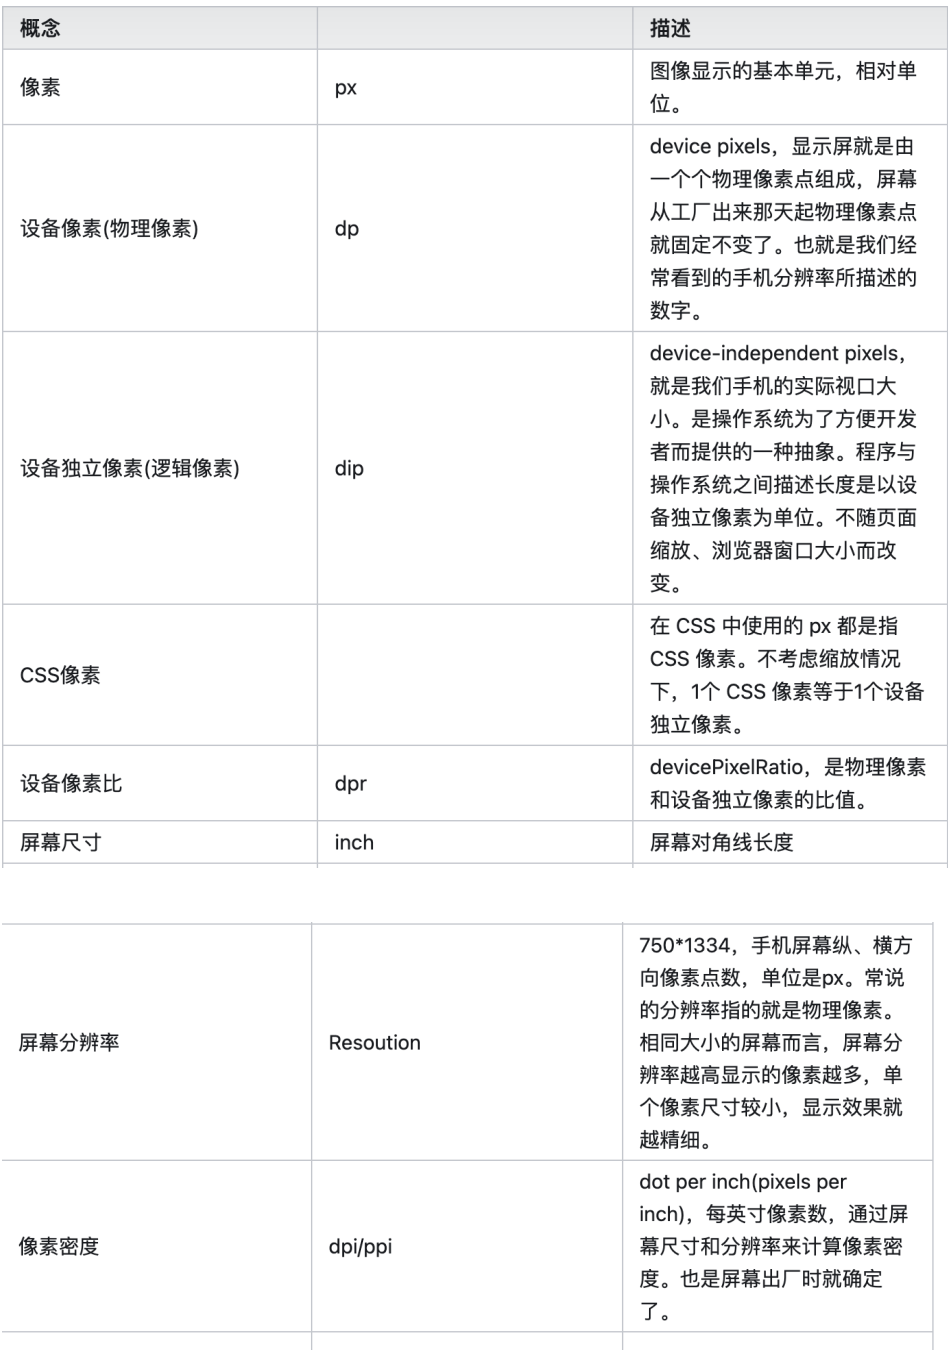 概念 描述
像素 px
图像显示的基本单元，相对单
位。
设备像素(物理像素) dp
device pixels，显示屏就是由
一个个物理像素点组成，屏幕
从工厂出来那天起物理像素点
就固定不变了。也就是我们经
常看到的手机分辨率所描述的
数字。
设备独立像素(逻辑像素) dip
device-independent pixels，
就是我们手机的实际视口大
小。是操作系统为了方便开发
者而提供的一种抽象。程序与
操作系统之间描述长度是以设
备独立像素为单位。不随页面
缩放、浏览器窗口大小而改
变。
CSS像素
在 CSS 中使用的 px 都是指
CSS 像素。不考虑缩放情况
下，1个 CSS 像素等于1个设备
独立像素。
设备像素比 dpr
devicePixelRatio，是物理像素
和设备独立像素的比值。
屏幕尺寸 inch 屏幕对角线长度
屏幕分辨率 Resoution
750*1334，手机屏幕纵、横方
向像素点数，单位是px。常说
的分辨率指的就是物理像素。
相同大小的屏幕而言，屏幕分
辨率越高显示的像素越多，单
个像素尺寸较小，显示效果就
越精细。
像素密度 dpi/ppi
dot per inch(pixels per
inch)，每英寸像素数，通过屏
幕尺寸和分辨率来计算像素密
度。也是屏幕出厂时就确定
了。